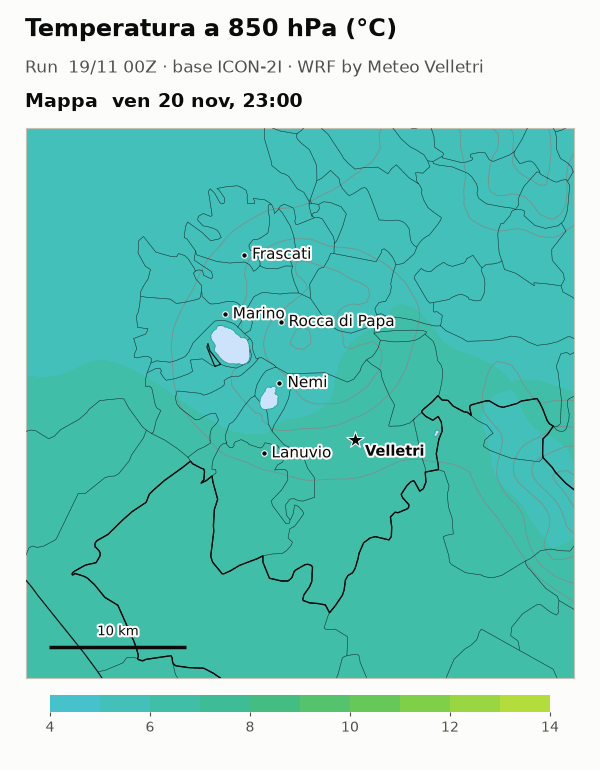 Temperatura a 850 hPa (°C)
Run  19/11 00Z · base ICON-2I · WRF by Meteo Velletri
Mappa  ven 20 nov, 23:00
Frascati
Marino
Rocca di Papa
Nemi
Velletri
Lanuvio
10 km
4 6 8 10 12 14